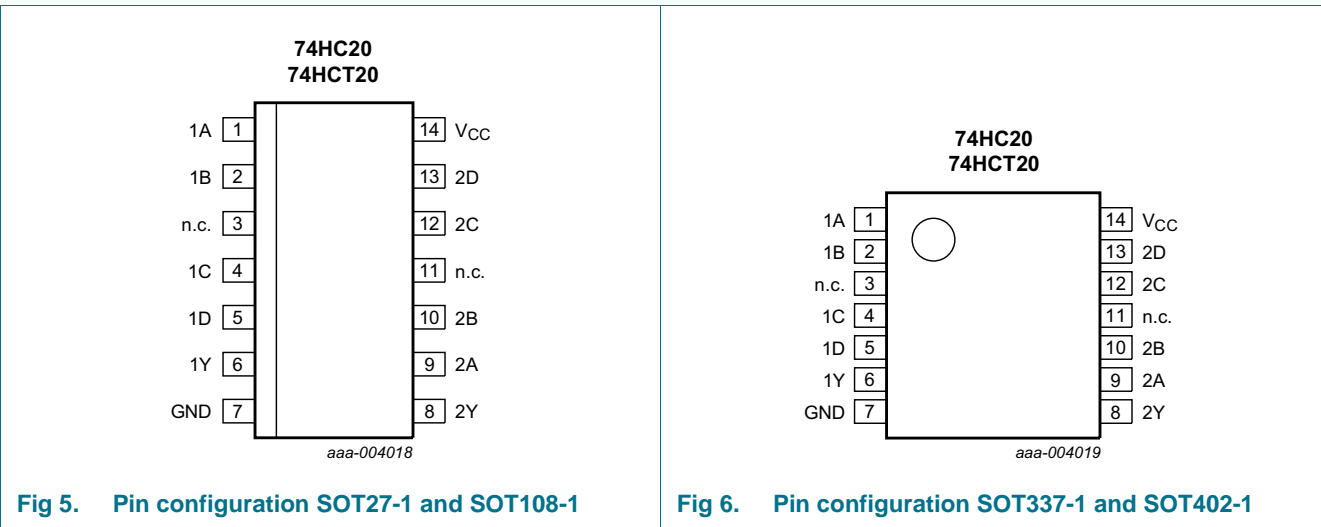 74HC20
74HCT20
1A 1 14 VCC
1B 2 13 2D
n.c. 3 12 2C
1C 4 11 n.c.
1D 5 10 2B
1Y 6 9 2A
GND 7 8 2Y
aaa-004018
Fig 5. Pin configuration SOT27-1 and SOT108-1
74HC20
74HCT20
1A 1 14 VCC
1B 2 13 2D
n.c. 3 12 2C
1C 4 11 n.c.
1D 5 10 2B
1Y 6 9 2A
GND 7 8 2Y
aaa-004019
Fig 6. Pin configuration SOT337-1 and SOT402-1